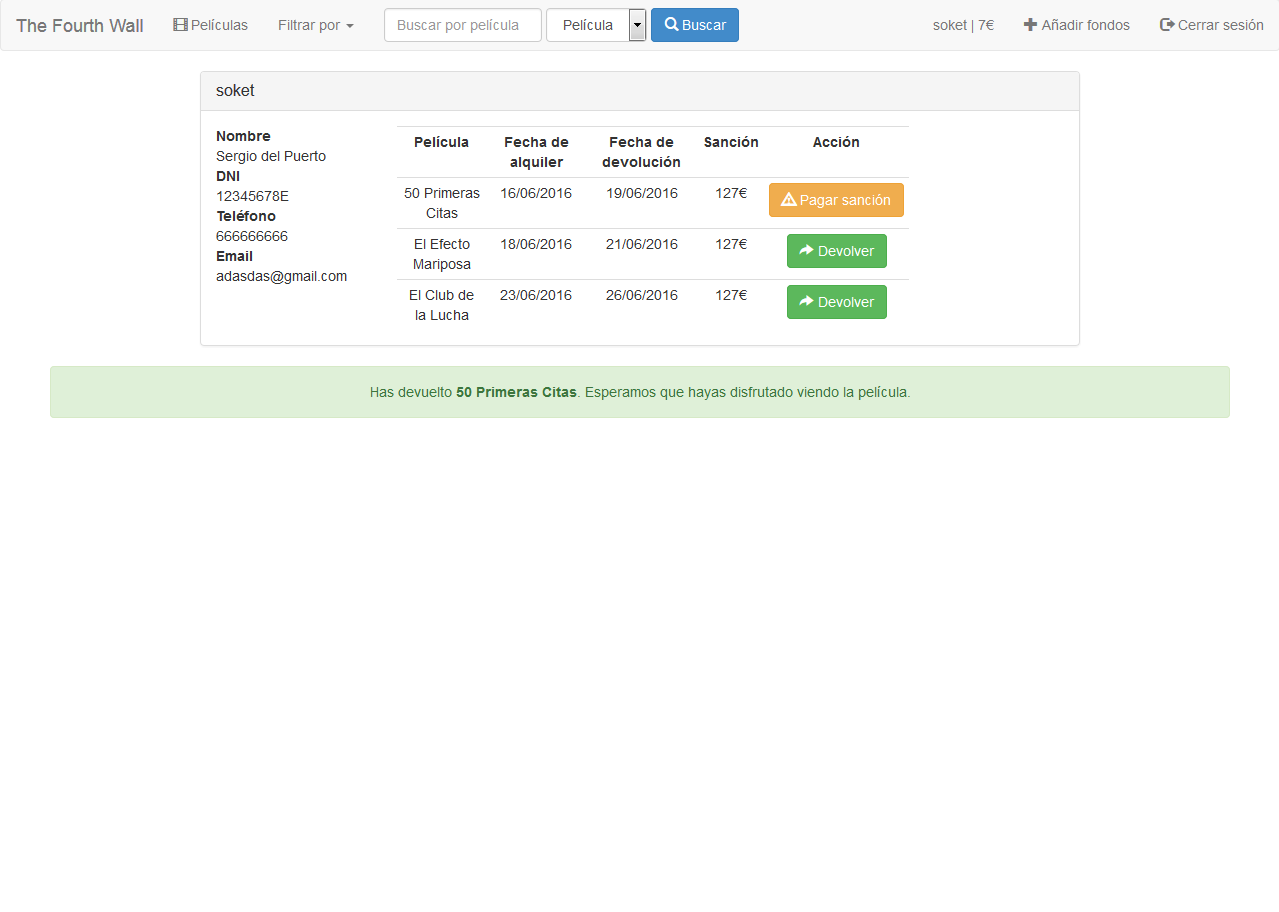 The Fourth Wall Películas Filtrar por Buscar por película Película Buscar soket | 7€ Añadir fondos Cerrar sesión
soket
Nombre
Sergio del Puerto
DNI
12345678E
Teléfono
666666666
Email
adasdas@gmail.com
Película Fecha de alquiler Fecha de devolución Sanción Acción
50 Primeras Citas 16/06/2016 19/06/2016 127€ Pagar sanción
El Efecto Mariposa 18/06/2016 21/06/2016 127€ Devolver
El Club de la Lucha 23/06/2016 26/06/2016 127€ Devolver
Has devuelto 50 Primeras Citas. Esperamos que hayas disfrutado viendo la película.